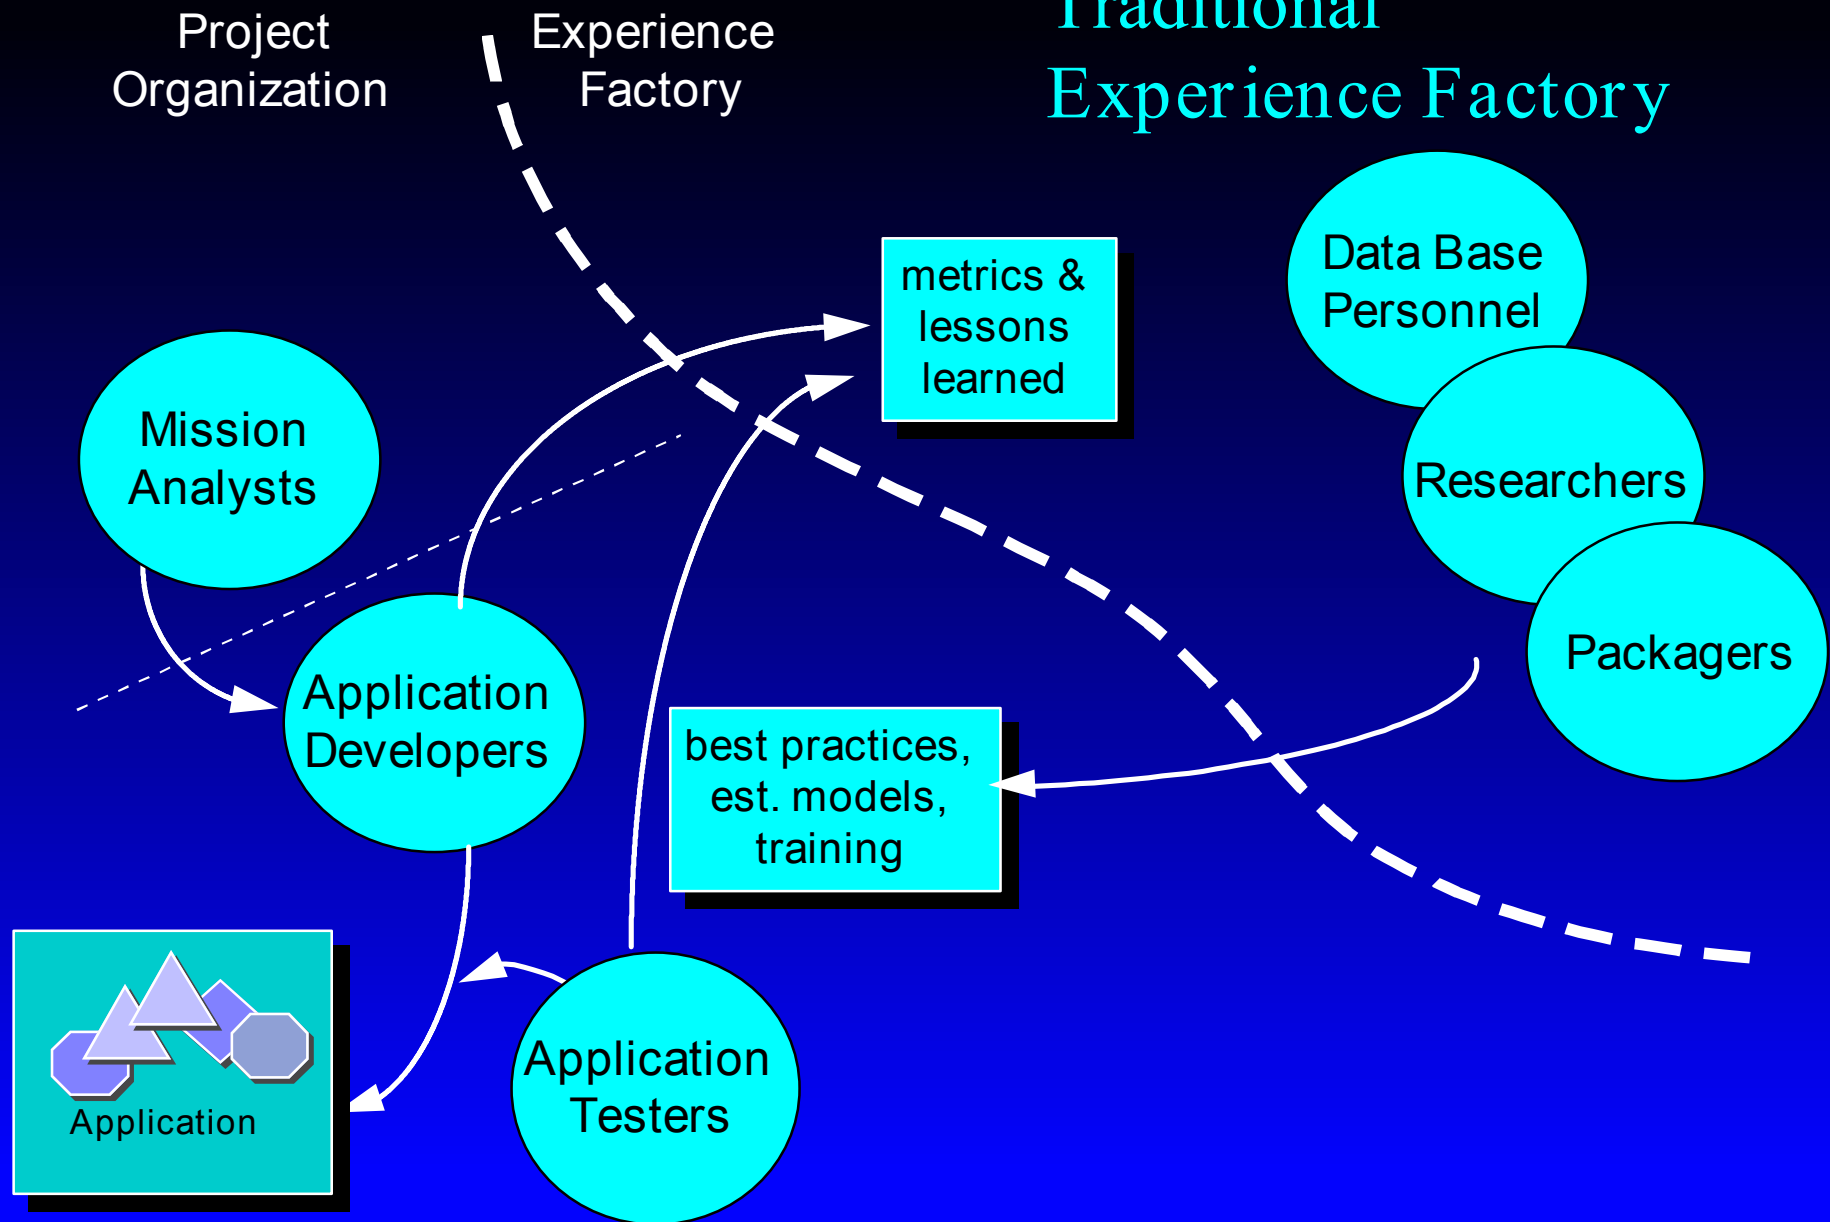 Project
Organization
Experience
Factory
Traditional
Experience Factory
Data Base
Personnel
metrics &
lessons
learned
Mission
Analysts
Researchers
Packagers
Application
Developers
best practices,
est. models,
training
Application
Application
Testers